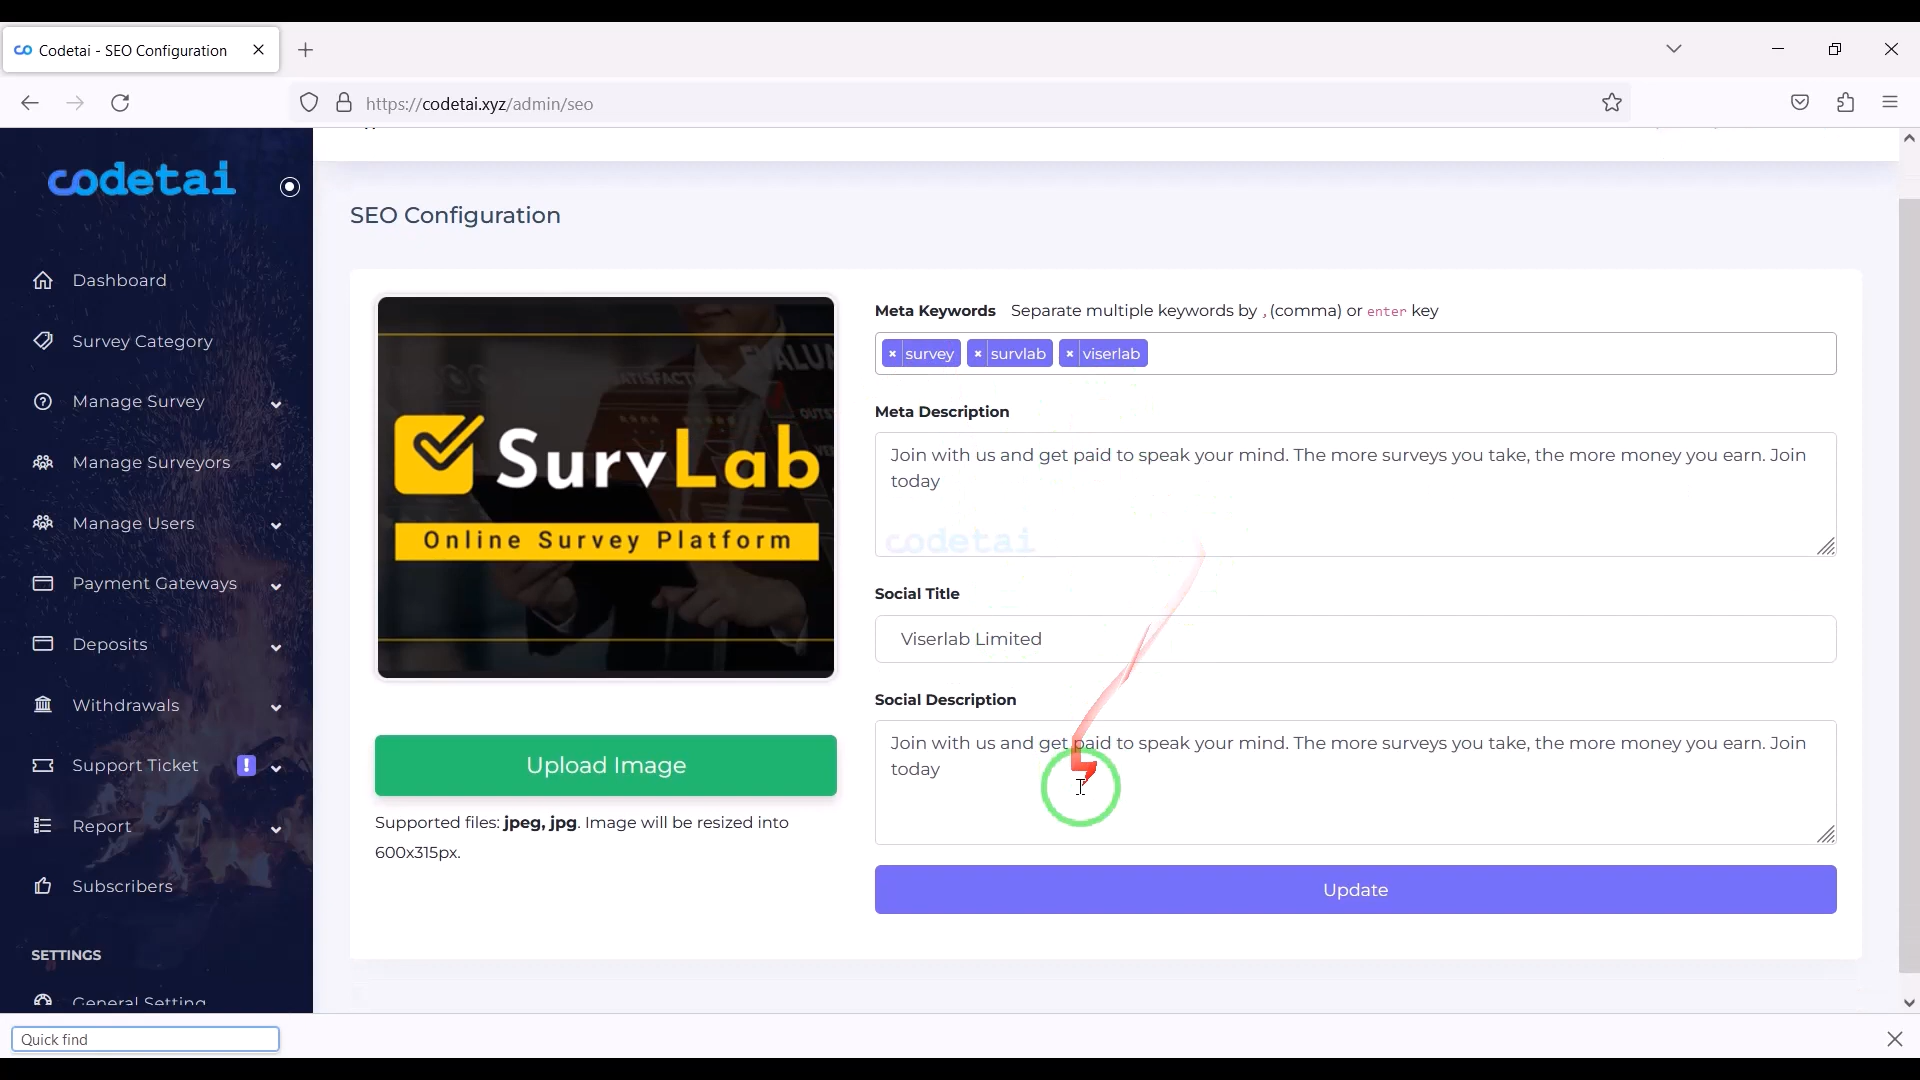 Codetai - SEO Configuration
https://codetai.xyz/admin/seo
codetai
Dashboard
Survey Category
Manage Survey
Manage Surveyors
Manage Users
Payment Gateways
Deposits
Withdrawals
Support Ticket !
Report
Subscribers
SETTINGS
General Setting
SEO Configuration
SurvLab
Online Survey Platform
Upload Image
Supported files: jpeg, jpg. Image will be resized into
600x315px.
Meta Keywords Separate multiple keywords by , (comma) or enter key
× survey × survlab × viserlab
Meta Description
Join with us and get paid to speak your mind. The more surveys you take, the more money you earn. Join
today
codetai
Social Title
Viserlab Limited
Social Description
Join with us and get paid to speak your mind. The more surveys you take, the more money you earn. Join
today
Update
Quick find